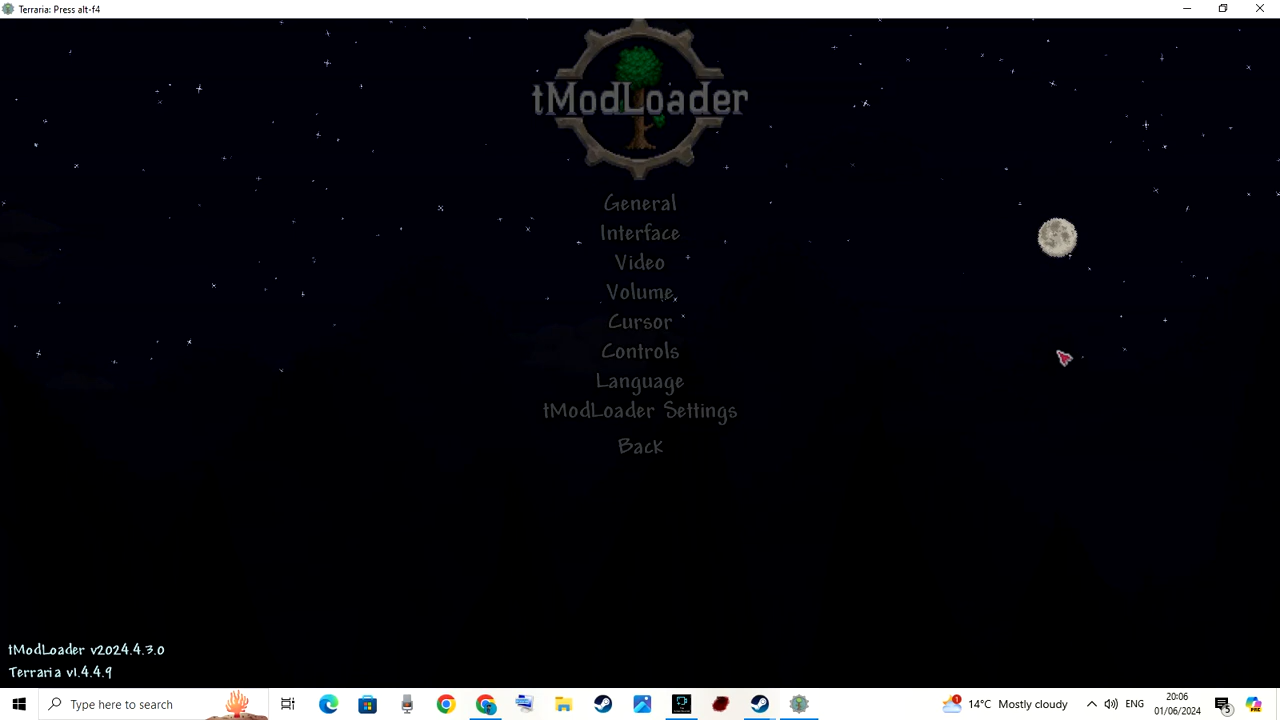 Terraria: Press alt-f4
tModLoader
General
Interface
Video
Volume
Cursor
Controls
Language
tModLoader Settings
Back
tModLoader v2024.4.3.0
Terraria v1.4.4.9
Type here to search
14°C Mostly cloudy
ENG
20:06
01/06/2024
5
PRE